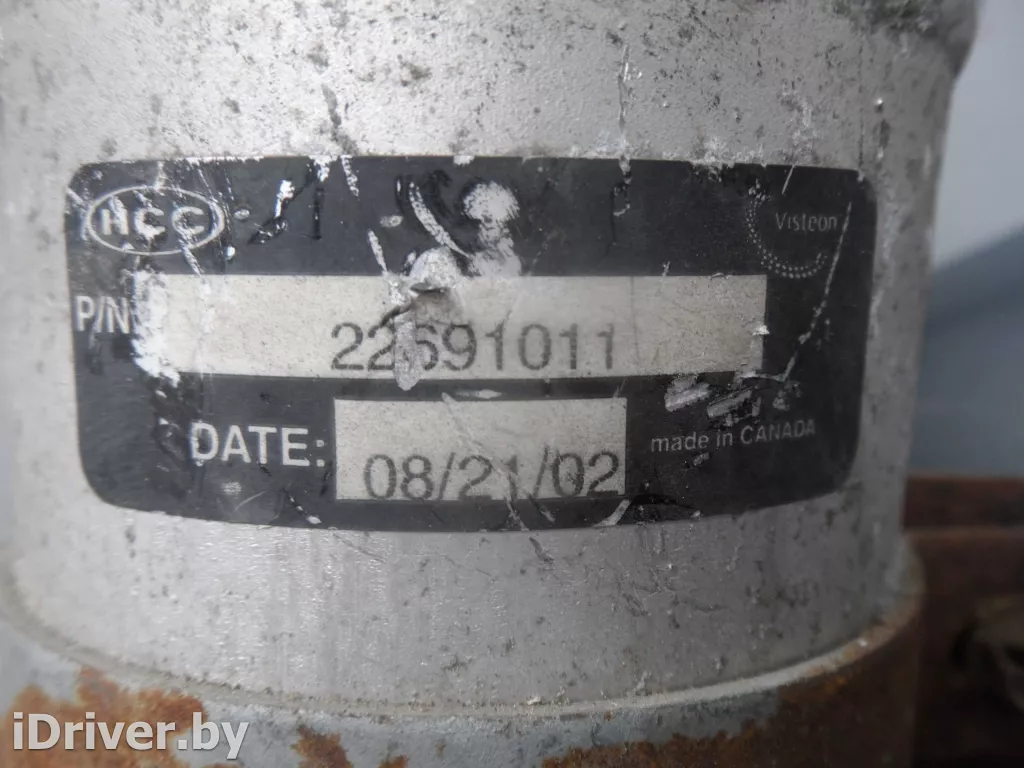 HCC
Visteon
P/N
22691011
DATE: 08/21/02
made in CANADA
iDriver.by